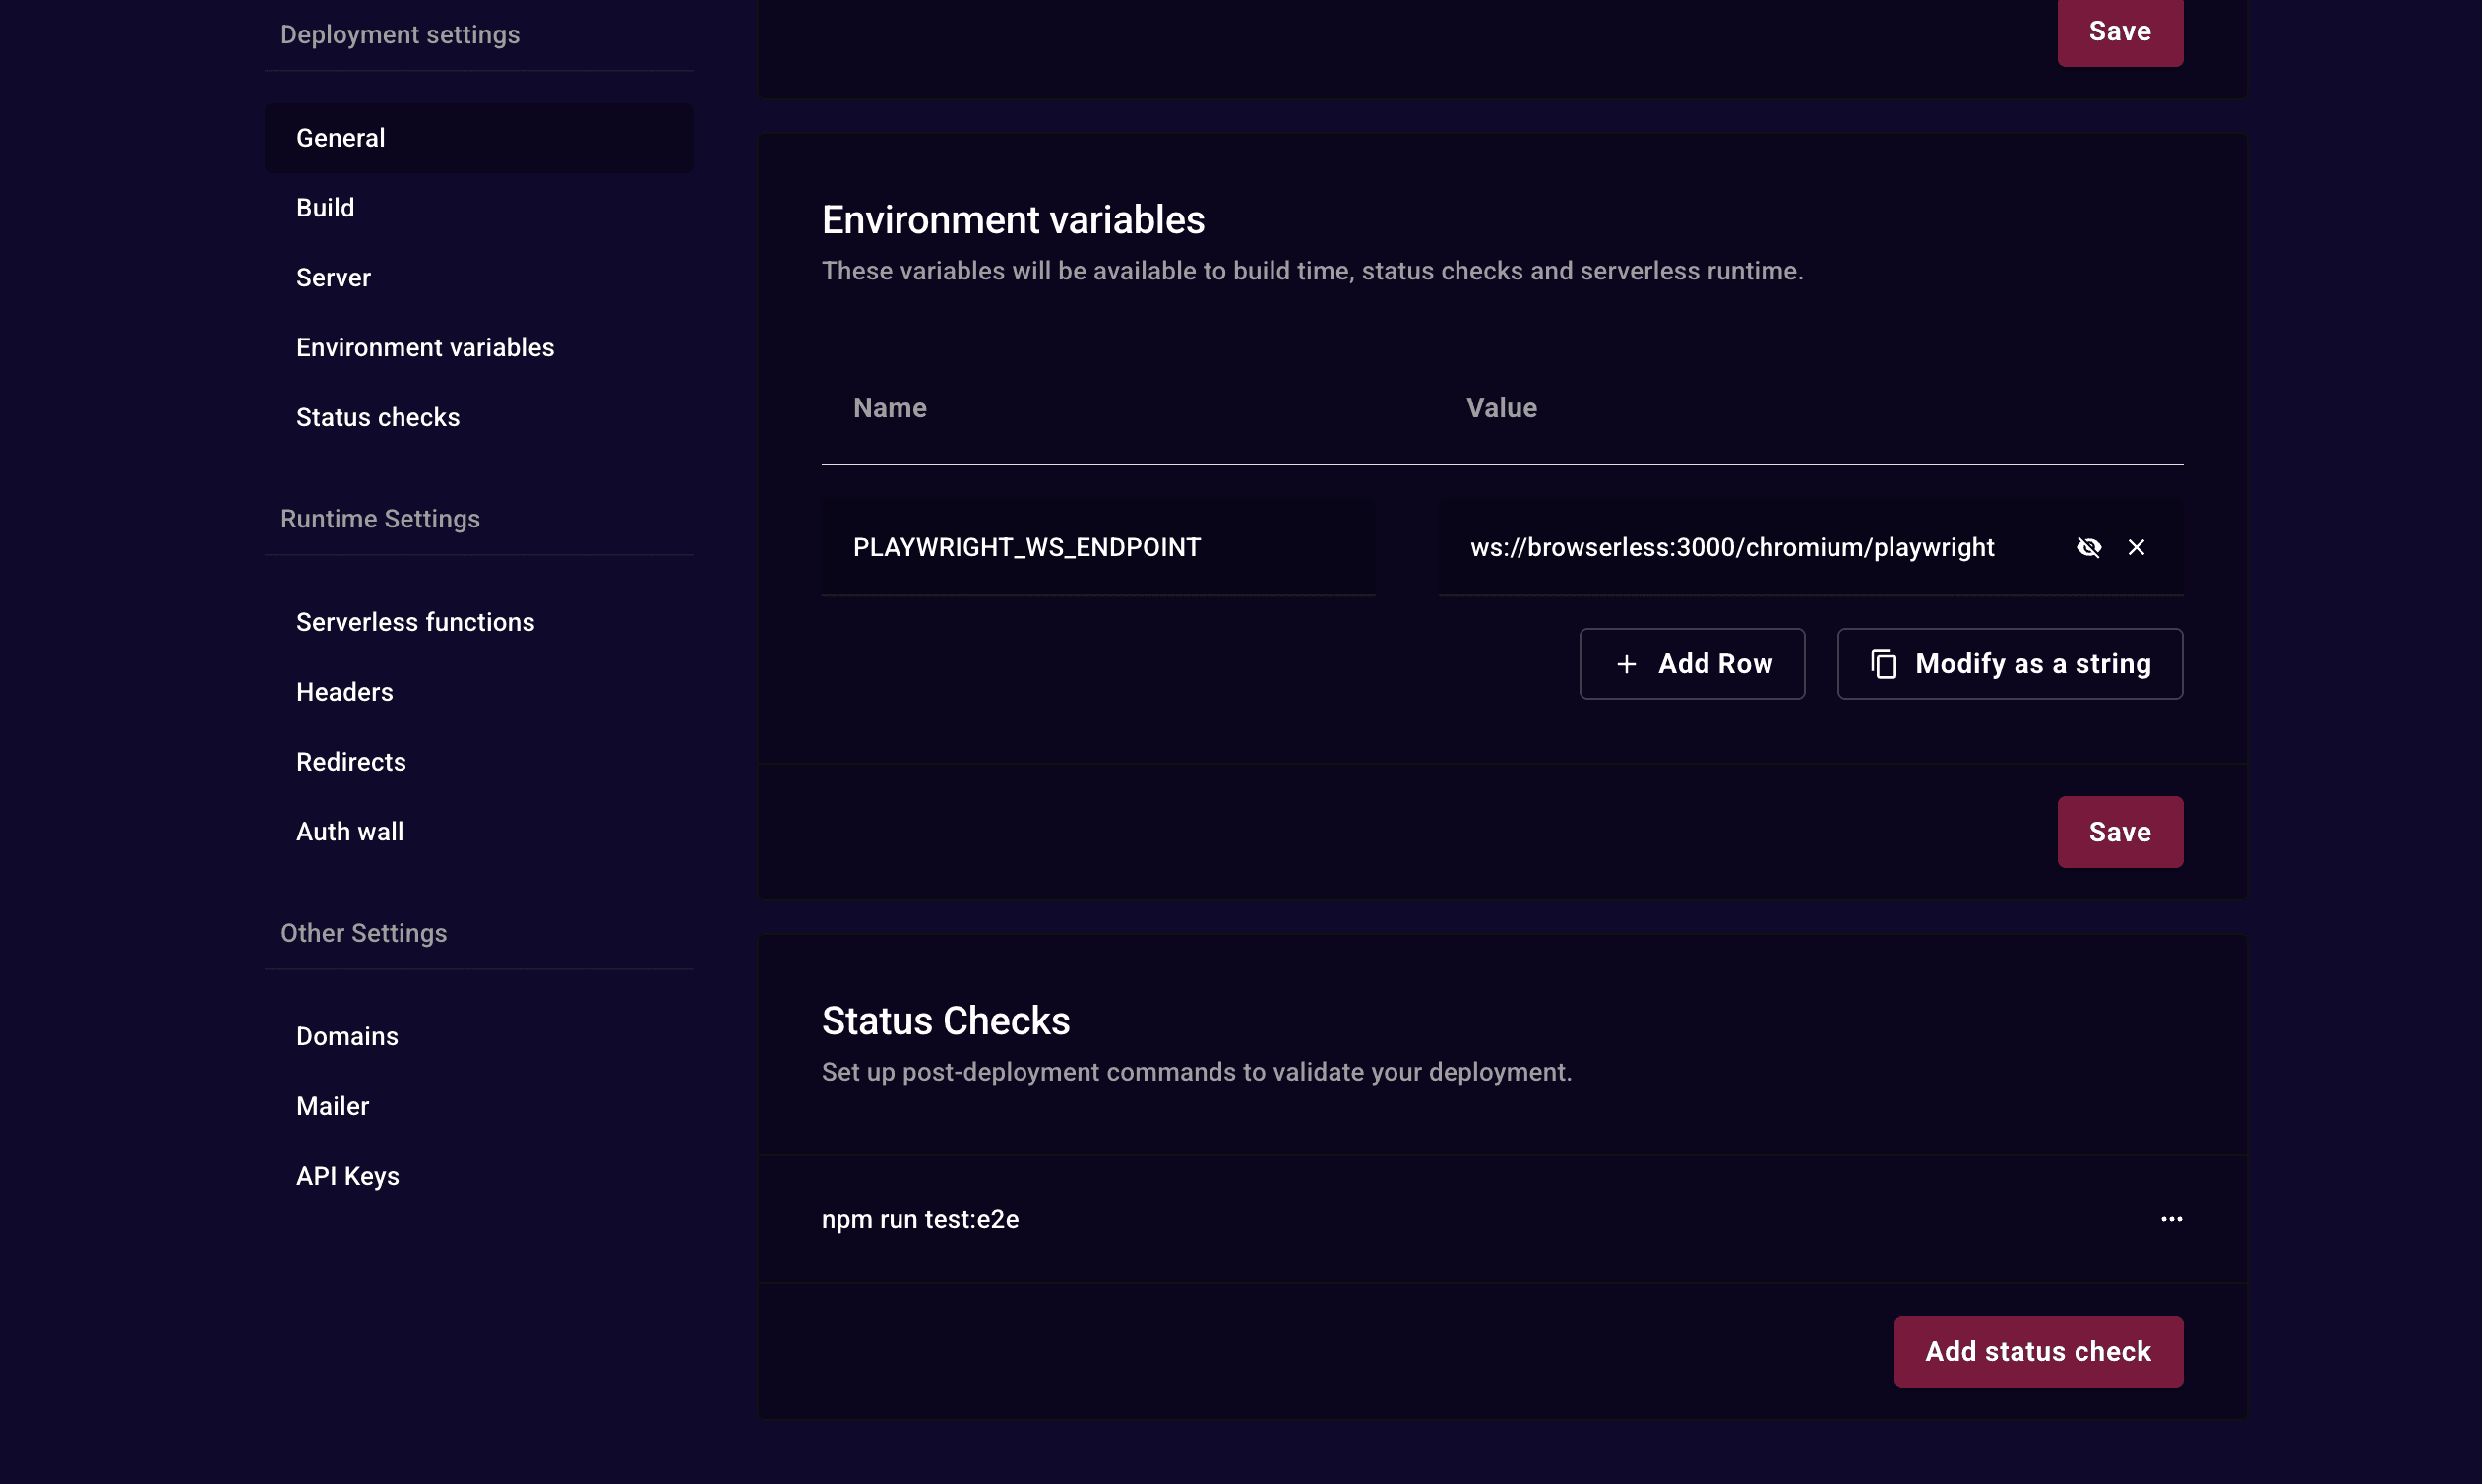 Deployment settings
General
Build
Server
Environment variables
Status checks
Runtime Settings
Serverless functions
Headers
Redirects
Auth wall
Other Settings
Domains
Mailer
API Keys
Save
Environment variables
These variables will be available to build time, status checks and serverless runtime.
Name Value
PLAYWRIGHT_WS_ENDPOINT ws://browserless:3000/chromium/playwright
Add Row Modify as a string
Save
Status Checks
Set up post-deployment commands to validate your deployment.
npm run test:e2e
Add status check